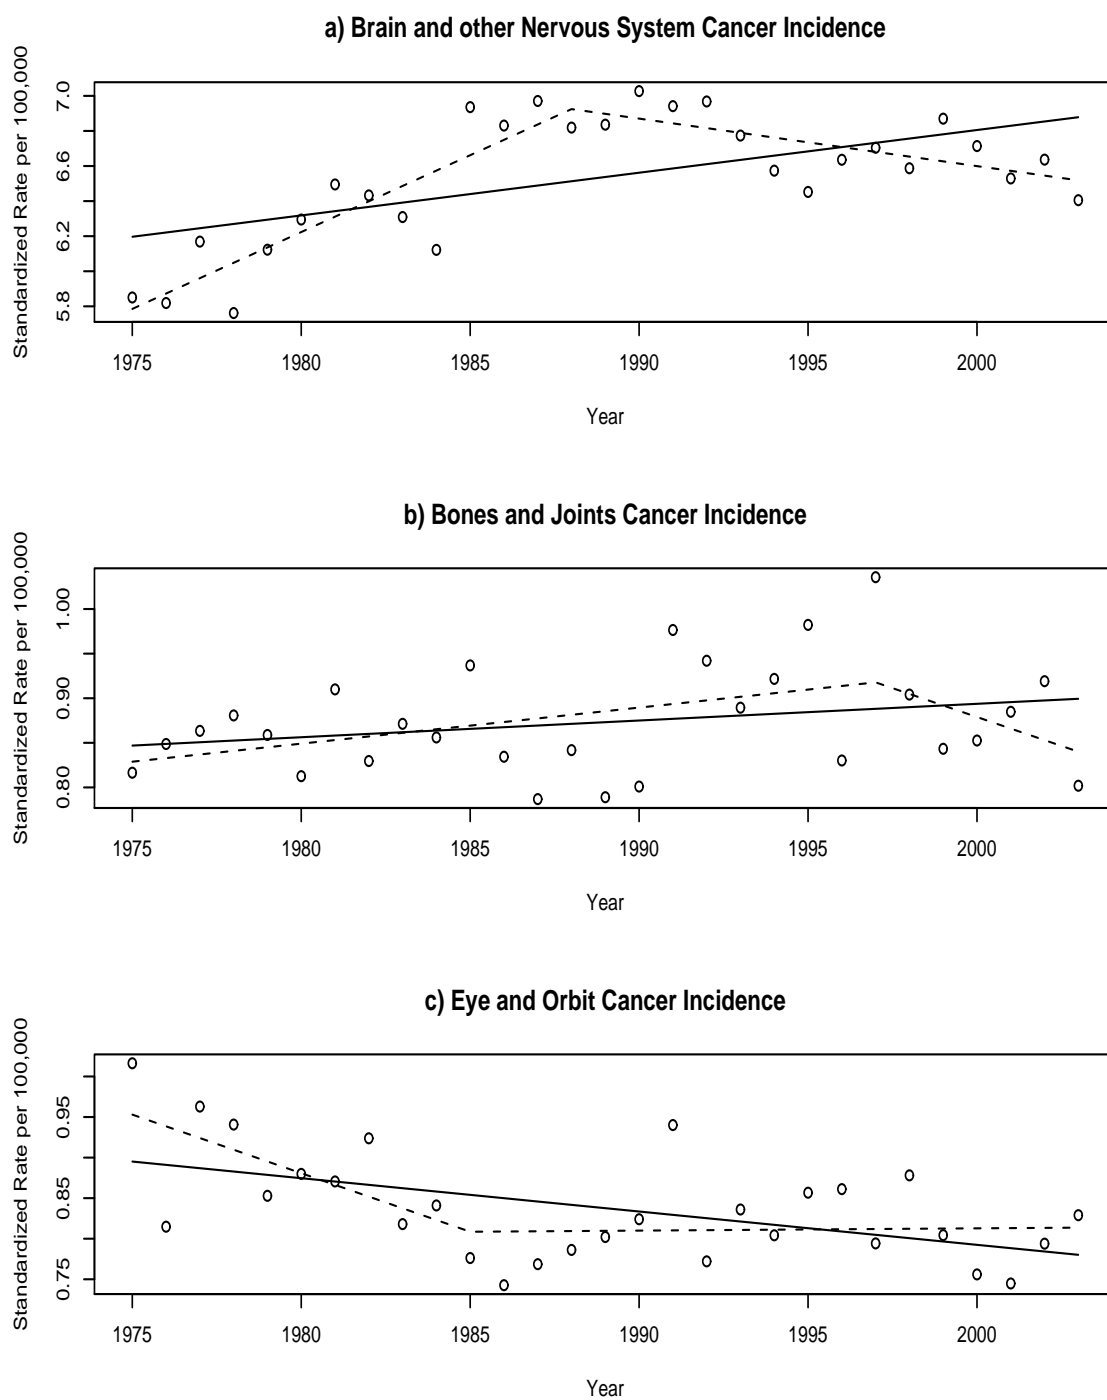 a) Brain and other Nervous System Cancer Incidence
Standardized Rate per 100,000
7.0
6.6
6.2
5.8
1975 1980 1985 1990 1995 2000
Year
b) Bones and Joints Cancer Incidence
Standardized Rate per 100,000
1.00
0.90
0.80
1975 1980 1985 1990 1995 2000
Year
c) Eye and Orbit Cancer Incidence
Standardized Rate per 100,000
0.95
0.85
0.75
1975 1980 1985 1990 1995 2000
Year